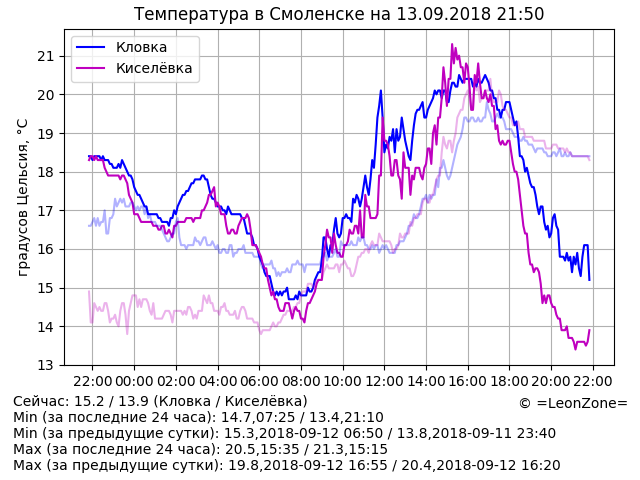 Температура в Смоленске на 13.09.2018 21:50
Кловка
Киселёвка
градусов Цельсия, °C
21
20
19
18
17
16
15
14
13
22:00 00:00 02:00 04:00 06:00 08:00 10:00 12:00 14:00 16:00 18:00 20:00 22:00
Сейчас: 15.2 / 13.9 (Кловка / Киселёвка)
© =LeonZone=
Min (за последние 24 часа): 14.7,07:25 / 13.4,21:10
Min (за предыдущие сутки): 15.3,2018-09-12 06:50 / 13.8,2018-09-11 23:40
Max (за последние 24 часа): 20.5,15:35 / 21.3,15:15
Max (за предыдущие сутки): 19.8,2018-09-12 16:55 / 20.4,2018-09-12 16:20